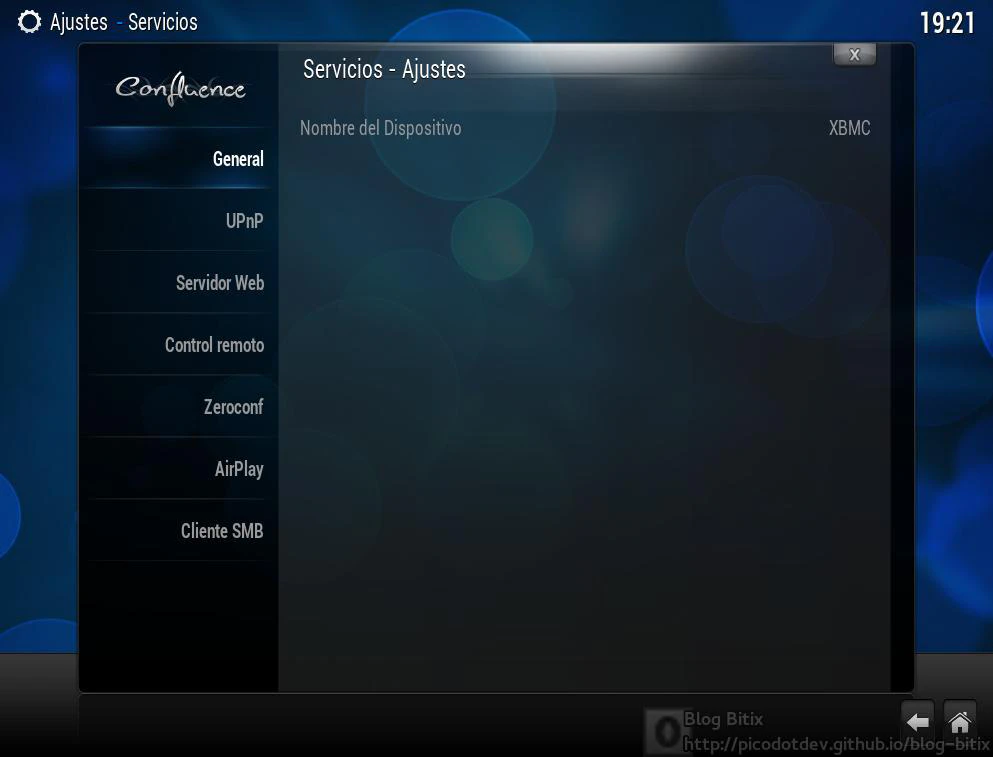 Ajustes - Servicios
19:21
Confluence
Servicios - Ajustes
X
Nombre del Dispositivo XBMC
General
UPnP
Servidor Web
Control remoto
Zeroconf
AirPlay
Cliente SMB
Blog Bitix
http://picodotdev.github.io/blog-bitix